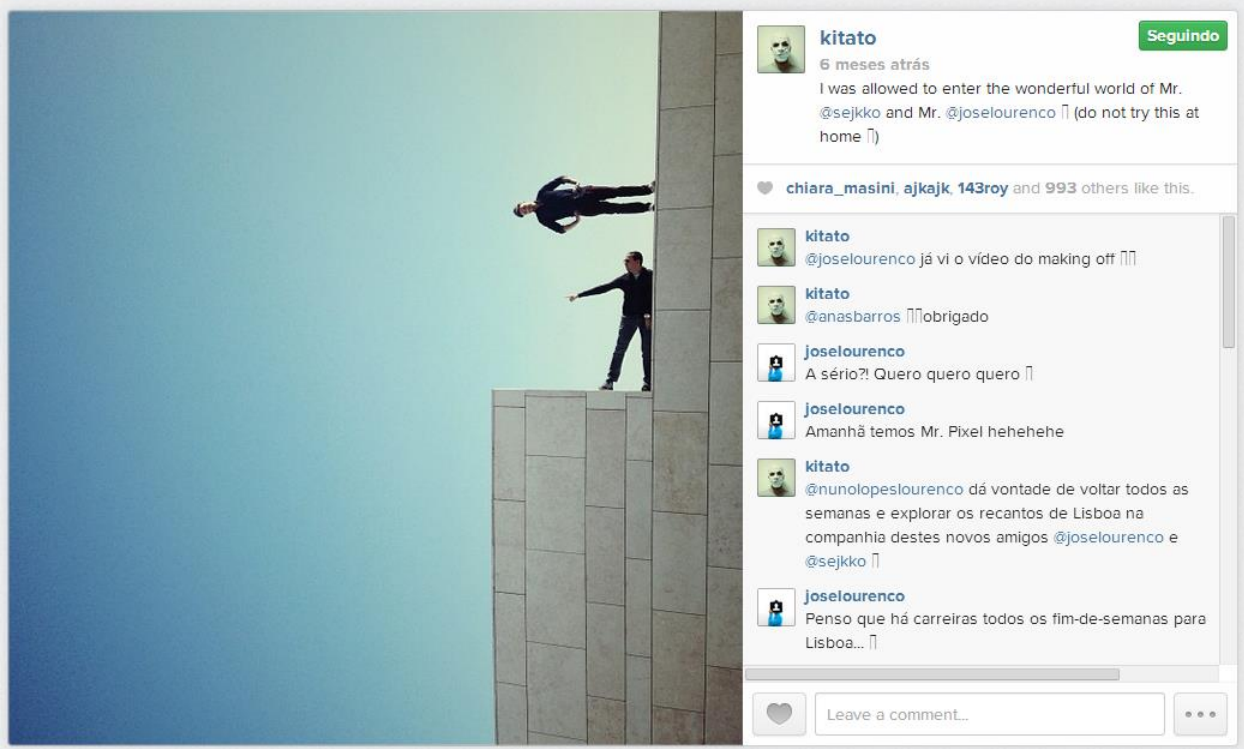 kitato
Seguindo
6 meses atrás
I was allowed to enter the wonderful world of Mr.
@sejkko and Mr. @joselourenco (do not try this at
home )
chiara_masini, ajkajk, 143roy and 993 others like this.
kitato
@joselourenco já vi o vídeo do making off
kitato
@anasbarros obrigado
joselourenco
A sério?! Quero quero quero
joselourenco
Amanhã temos Mr. Pixel hehehehe
kitato
@nunolopeslourenco dá vontade de voltar todos as
semanas e explorar os recantos de Lisboa na
companhia destes novos amigos @joselourenco e
@sejkko
joselourenco
Penso que há carreiras todos os fim-de-semanas para
Lisboa...
Leave a comment...